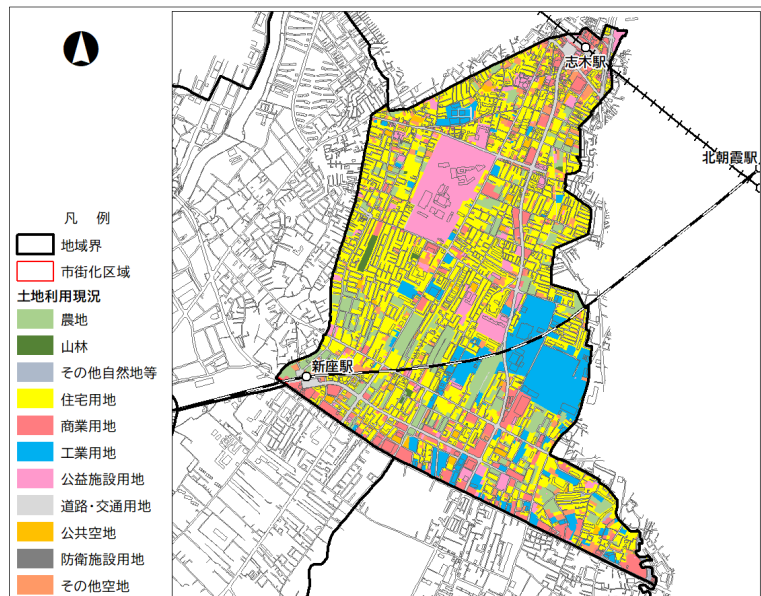 志木駅
北朝霞駅
新座駅
凡 例
地域界
市街化区域
土地利用現況
農地
山林
その他自然地等
住宅用地
商業用地
工業用地
公益施設用地
道路・交通用地
公共空地
防衛施設用地
その他空地